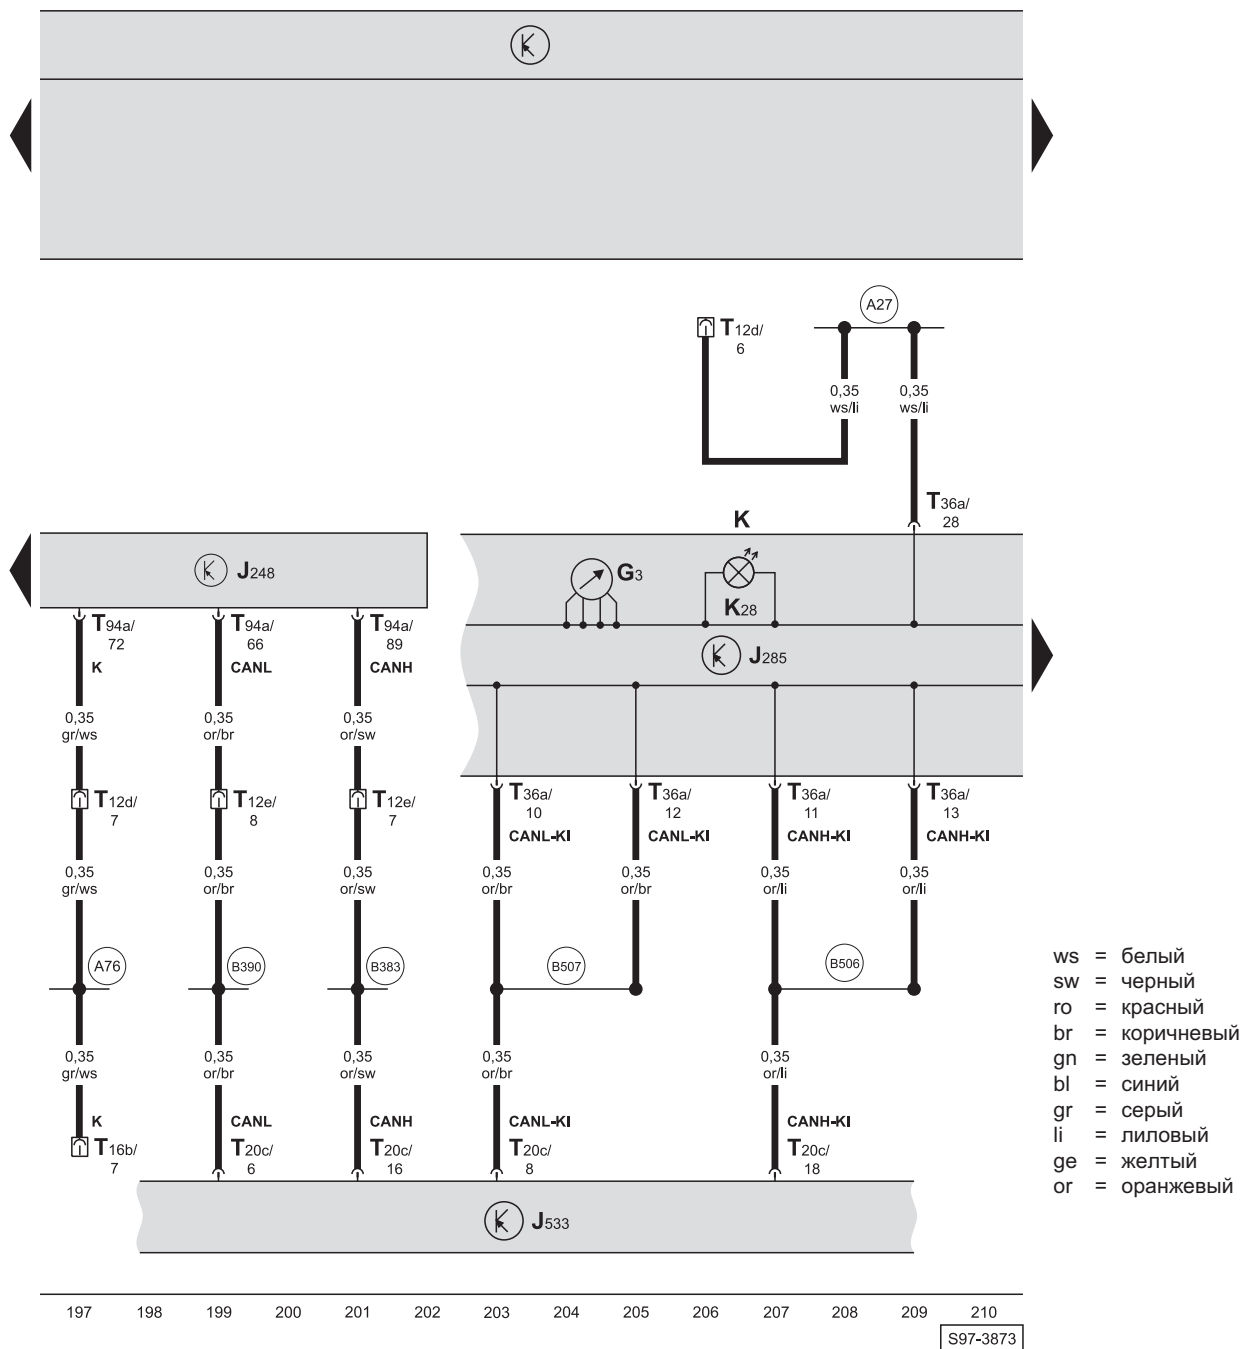 A27
T12d/
6
0,35
ws/li
0,35
ws/li
T36a/
28
K
J248
G3
K28
J285
T94a/
72
K
T94a/
66
CANL
T94a/
89
CANH
0,35
gr/ws
0,35
or/br
0,35
or/sw
T12d/
7
T12e/
8
T12e/
7
T36a/
10
CANL-KI
T36a/
12
CANL-KI
T36a/
11
CANH-KI
T36a/
13
CANH-KI
0,35
gr/ws
0,35
or/br
0,35
or/sw
0,35
or/br
0,35
or/br
0,35
or/li
0,35
or/li
A76
B390
B383
B507
B506
0,35
gr/ws
0,35
or/br
0,35
or/sw
0,35
or/br
0,35
or/li
K
T16b/
7
CANL
T20c/
6
CANH
T20c/
16
CANL-KI
T20c/
8
CANH-KI
T20c/
18
J533
ws = белый
sw = черный
ro = красный
br = коричневый
gn = зеленый
bl = синий
gr = серый
li = лиловый
ge = желтый
or = оранжевый
197 198 199 200 201 202 203 204 205 206 207 208 209 210
S97-3873